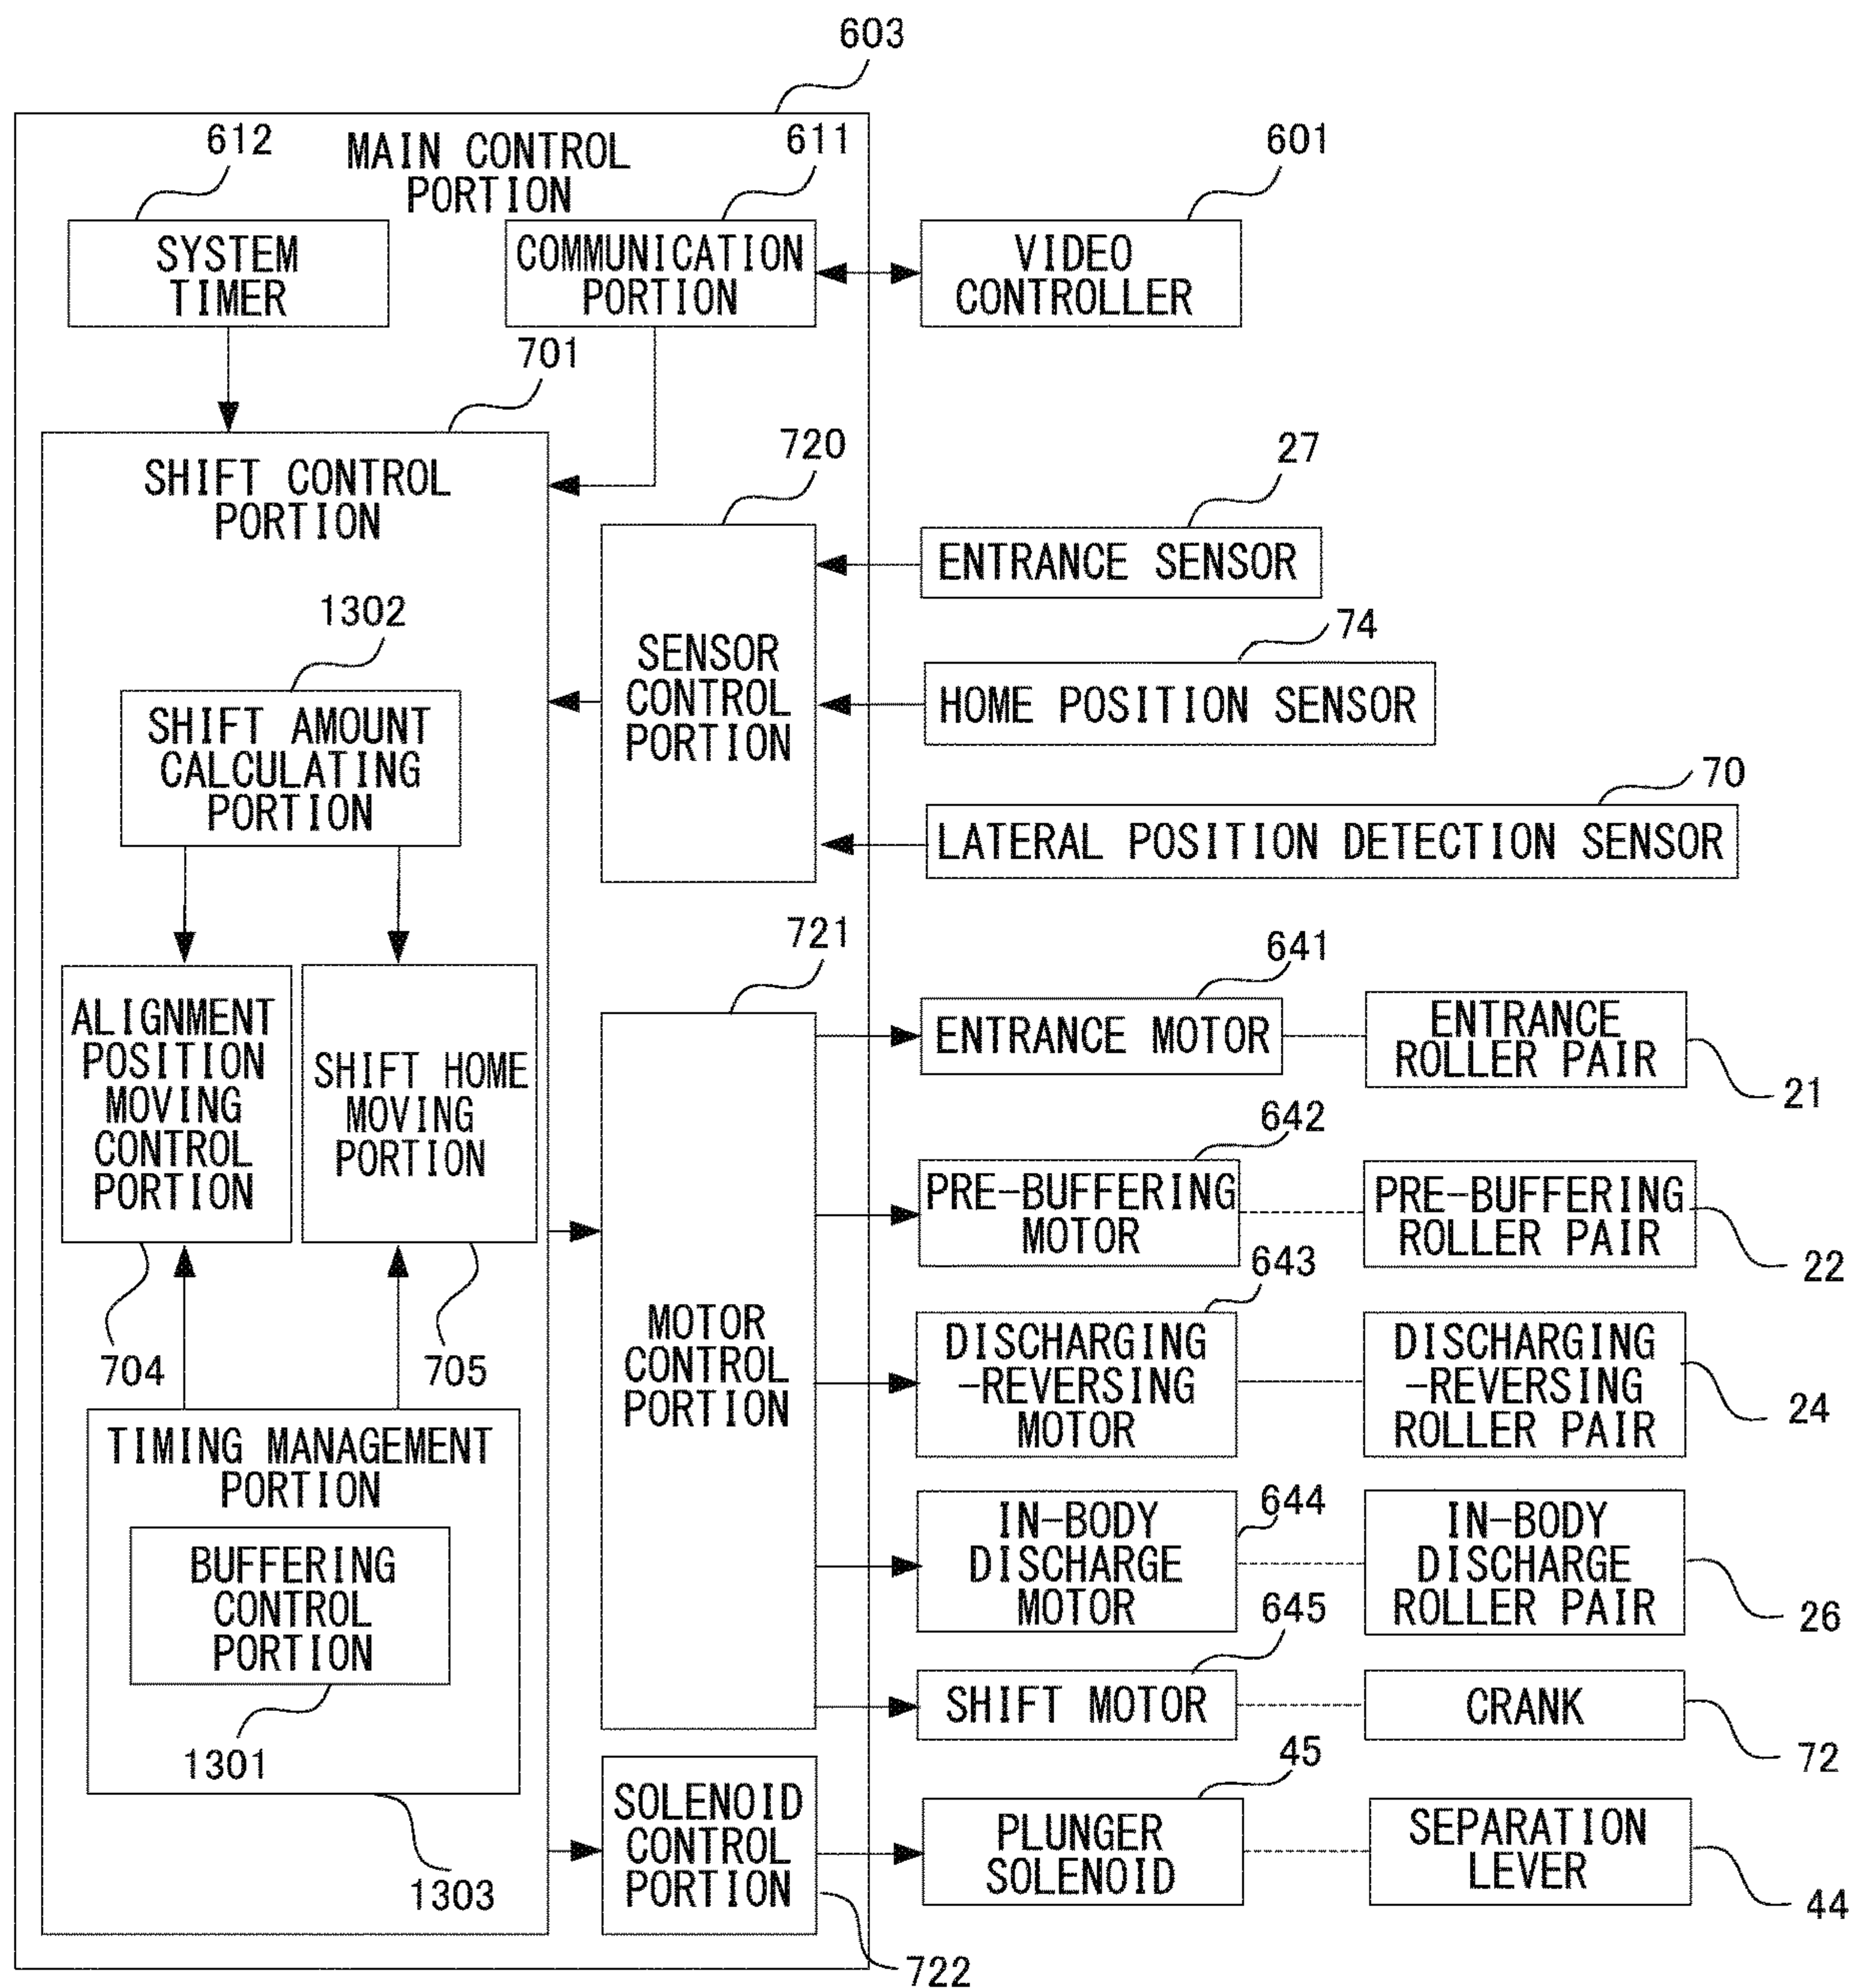 603
MAIN CONTROL
PORTION
612
611
601
SYSTEM
TIMER
COMMUNICATION
PORTION
VIDEO
CONTROLLER
701
SHIFT CONTROL
PORTION
720
27
ENTRANCE SENSOR
1302
SHIFT AMOUNT
CALCULATING
PORTION
SENSOR
CONTROL
PORTION
74
HOME POSITION SENSOR
70
LATERAL POSITION DETECTION SENSOR
721
641
ENTRANCE MOTOR
ENTRANCE
ROLLER PAIR
21
ALIGNMENT
POSITION
MOVING
CONTROL
PORTION
SHIFT HOME
MOVING
PORTION
642
PRE-BUFFERING
MOTOR
PRE-BUFFERING
ROLLER PAIR
22
704
705
MOTOR
CONTROL
PORTION
643
DISCHARGING
-REVERSING
MOTOR
DISCHARGING
-REVERSING
ROLLER PAIR
24
TIMING MANAGEMENT
PORTION
BUFFERING
CONTROL
PORTION
1301
1303
644
IN-BODY
DISCHARGE
MOTOR
IN-BODY
DISCHARGE
ROLLER PAIR
26
645
SHIFT MOTOR
CRANK
72
SOLENOID
CONTROL
PORTION
722
45
PLUNGER
SOLENOID
SEPARATION
LEVER
44